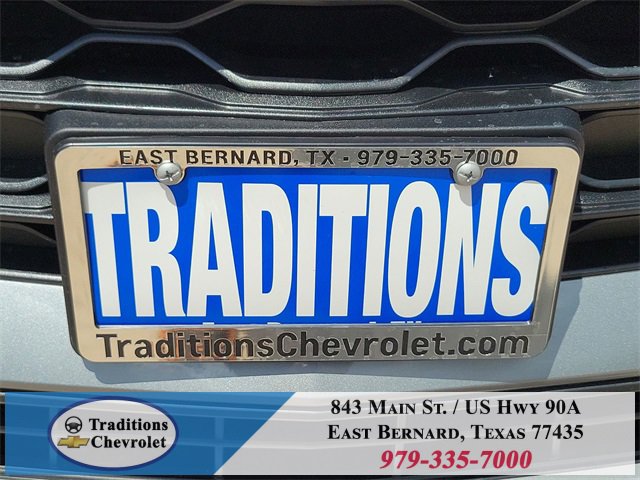 EAST BERNARD, TX - 979-335-7000
TRADITIONS
TraditionsChevrolet.com
Traditions
Chevrolet
843 Main St. / US Hwy 90A
East Bernard, Texas 77435
979-335-7000